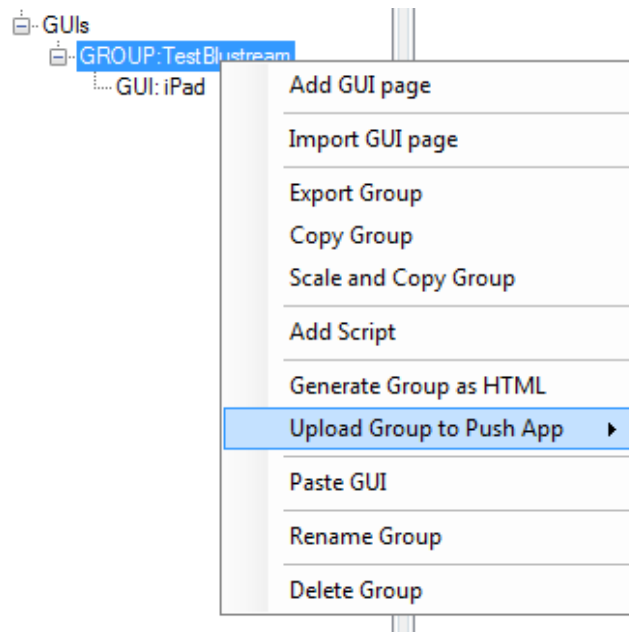 GUIs
GROUP:TestBlustream
GUI: iPad
Add GUI page
Import GUI page
Export Group
Copy Group
Scale and Copy Group
Add Script
Generate Group as HTML
Upload Group to Push App
Paste GUI
Rename Group
Delete Group